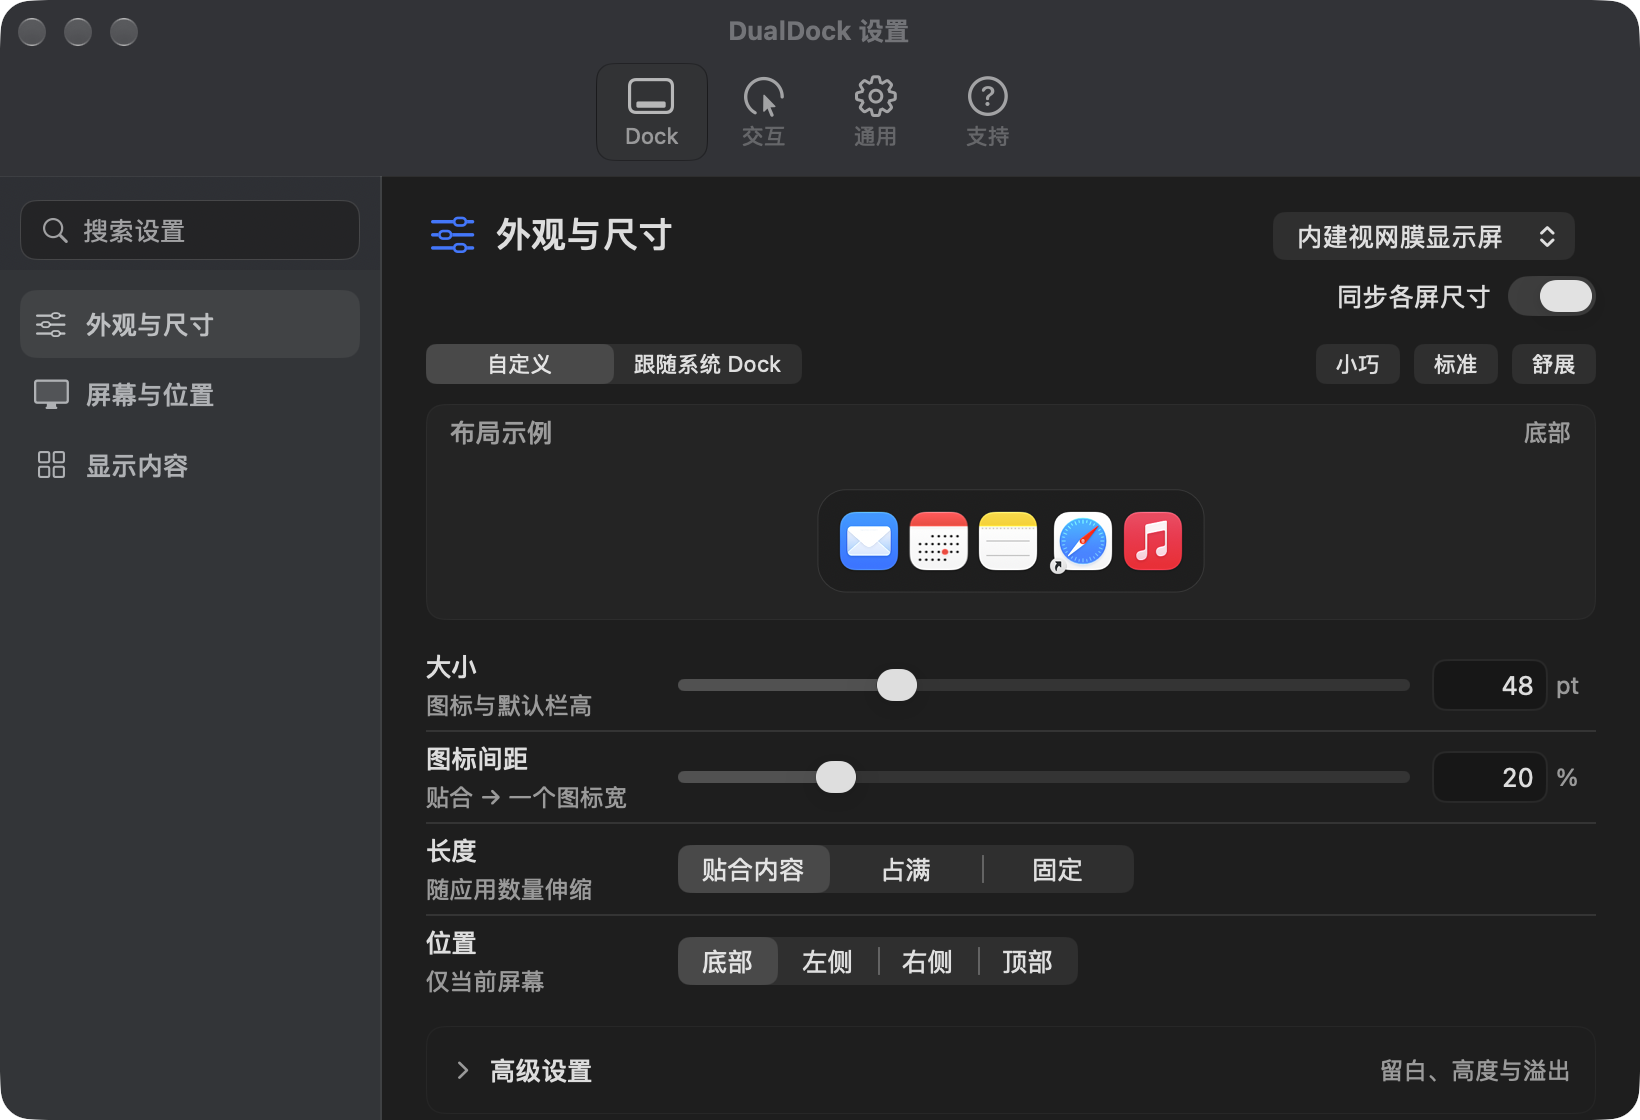 DualDock 设置
Dock
交互
通用
支持
搜索设置
外观与尺寸
屏幕与位置
显示内容
外观与尺寸
内建视网膜显示屏
同步各屏尺寸
自定义
跟随系统 Dock
小巧
标准
舒展
布局示例
底部
大小
图标与默认栏高
48 pt
图标间距
贴合 → 一个图标宽
20 %
长度
随应用数量伸缩
贴合内容
占满
固定
位置
仅当前屏幕
底部
左侧
右侧
顶部
高级设置
留白、高度与溢出